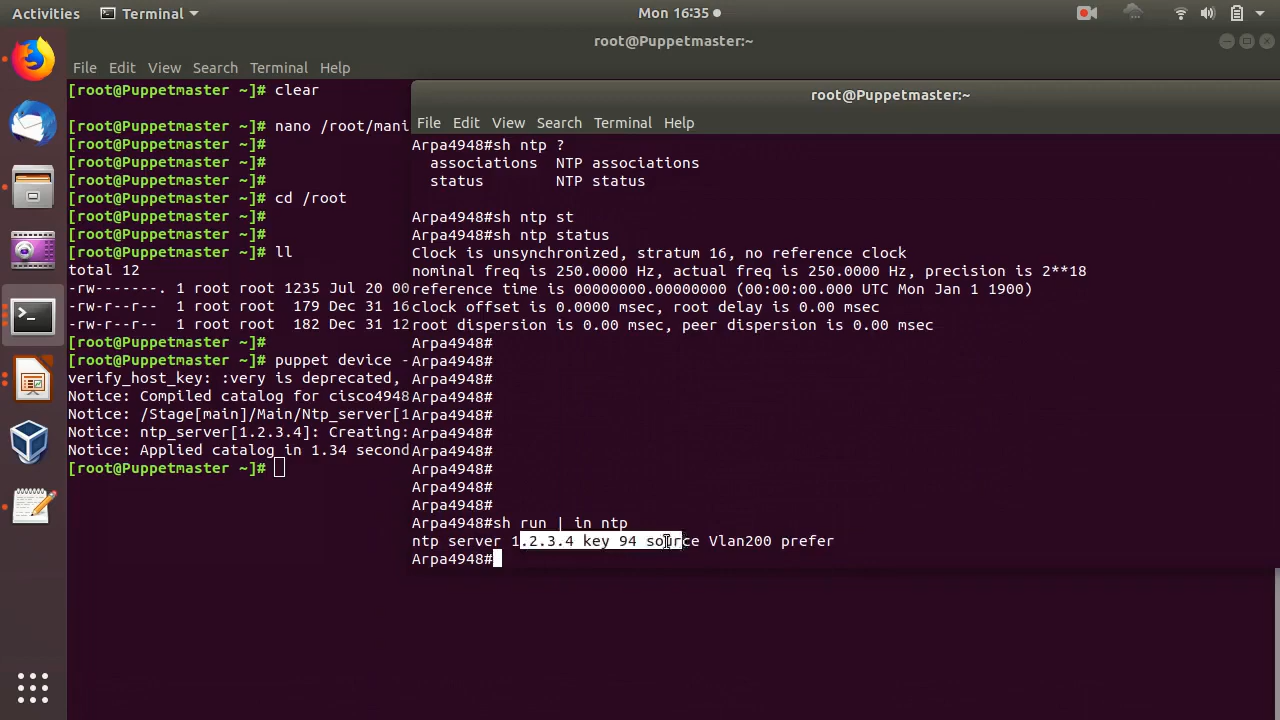 Activities
Terminal
Mon 16:35
root@Puppetmaster:~
File Edit View Search Terminal Help
[root@Puppetmaster ~]# clear
[root@Puppetmaster ~]# nano /root/mani
[root@Puppetmaster ~]#
[root@Puppetmaster ~]#
[root@Puppetmaster ~]#
[root@Puppetmaster ~]# cd /root
[root@Puppetmaster ~]#
[root@Puppetmaster ~]#
[root@Puppetmaster ~]# ll
total 12
-rw-------. 1 root root 1235 Jul 20 00
-rw-r--r-- 1 root root  179 Dec 31 16
-rw-r--r-- 1 root root  182 Dec 31 12
[root@Puppetmaster ~]#
[root@Puppetmaster ~]# puppet device -
verify_host_key: :very is deprecated,
Notice: Compiled catalog for cisco4948
Notice: /Stage[main]/Main/Ntp_server[1
Notice: ntp_server[1.2.3.4]: Creating:
Notice: Applied catalog in 1.34 second
[root@Puppetmaster ~]#
root@Puppetmaster:~
File Edit View Search Terminal Help
Arpa4948#sh ntp ?
associations  NTP associations
status        NTP status
Arpa4948#sh ntp st
Arpa4948#sh ntp status
Clock is unsynchronized, stratum 16, no reference clock
nominal freq is 250.0000 Hz, actual freq is 250.0000 Hz, precision is 2**18
reference time is 00000000.00000000 (00:00:00.000 UTC Mon Jan 1 1900)
clock offset is 0.0000 msec, root delay is 0.00 msec
root dispersion is 0.00 msec, peer dispersion is 0.00 msec
Arpa4948#
Arpa4948#
Arpa4948#
Arpa4948#
Arpa4948#
Arpa4948#
Arpa4948#
Arpa4948#
Arpa4948#
Arpa4948#
Arpa4948#sh run | in ntp
ntp server 1.2.3.4 key 94 source Vlan200 prefer
Arpa4948#